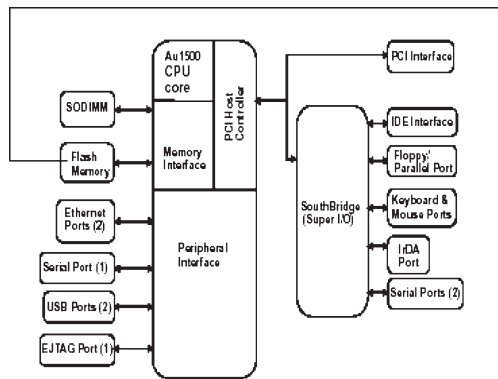 Au1500
CPU
core
PCI Host
Controller
Memory
Interface
Peripheral
Interface
SODIMM
Flash
Memory
Ethernet
Ports (2)
Serial Port (1)
USB Ports (2)
EJTAG Port (1)
PCI Interface
SouthBridge
(Super I/O)
IDE Interface
Floppy/
Parallel Port
Keyboard &
Mouse Ports
IrDA
Port
Serial Ports (2)